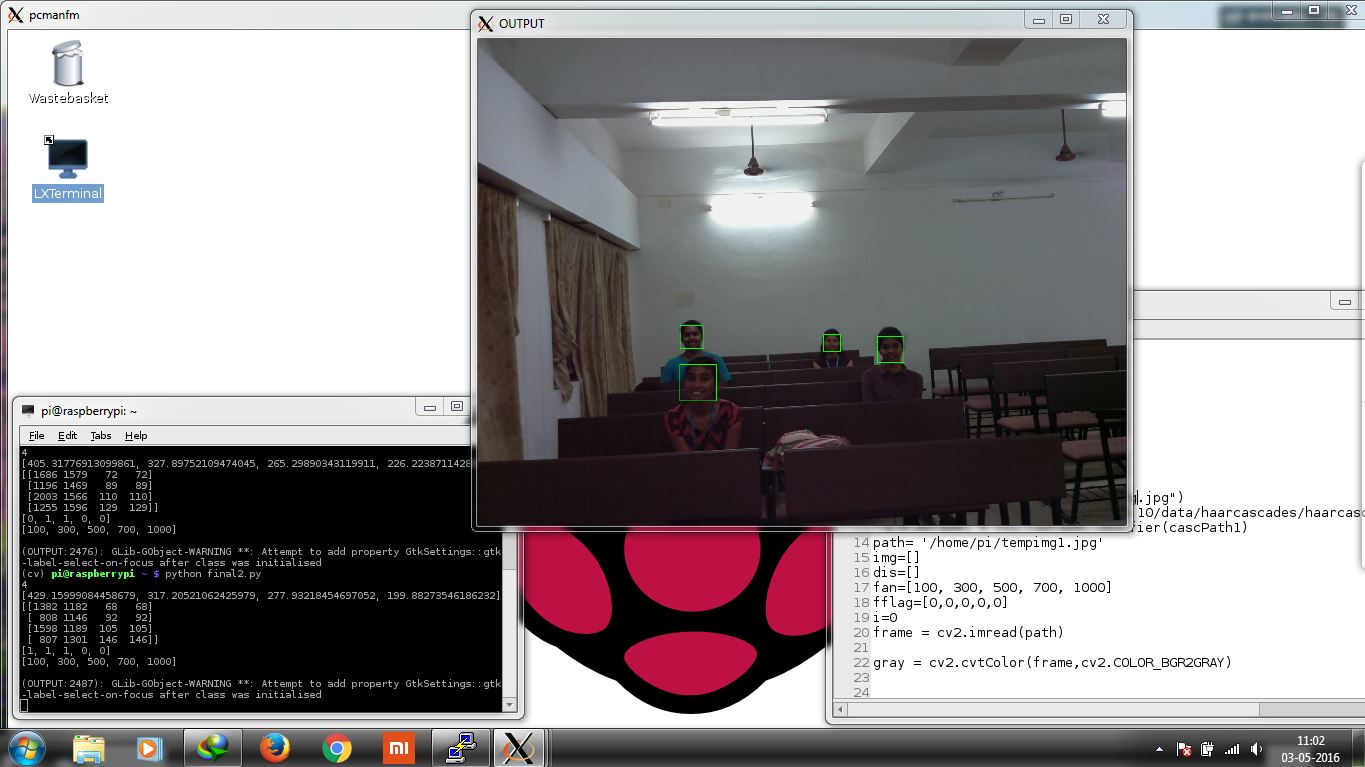 pcmanfm
Wastebasket
LXTerminal
OUTPUT
pi@raspberrypi: ~
File Edit Tabs Help
4
[405.31776913099861, 327.89752109474045, 265.29890343119911, 226.2238711428
[[1686 1579 72 72]
[1196 1469 89 89]
[2003 1566 110 110]
[1255 1596 129 129]]
[0, 1, 1, 0, 0]
[100, 300, 500, 700, 1000]
(OUTPUT:2476): GLib-GObject-WARNING **: Attempt to add property GtkSettings::gtk
-label-select-on-focus after class was initialised
(cv) pi@raspberrypi ~ $ python final2.py
4
[429.15999084458679, 317.20521062425979, 277.93218454697052, 199.88273546186232]
[[1382 1182 68 68]
[ 808 1146 92 92]
[1598 1189 105 105]
[ 807 1301 146 146]]
[1, 1, 1, 0, 0]
[100, 300, 500, 700, 1000]
(OUTPUT:2487): GLib-GObject-WARNING **: Attempt to add property GtkSettings::gtk
-label-select-on-focus after class was initialised
g.jpg")
10/data/haarcascades/haarcasc
fier(cascPath1)
14 path= '/home/pi/tempimg1.jpg'
15 img=[]
16 dis=[]
17 fan=[100, 300, 500, 700, 1000]
18 fflag=[0,0,0,0,0]
19 i=0
20 frame = cv2.imread(path)
21
22 gray = cv2.cvtColor(frame,cv2.COLOR_BGR2GRAY)
23
24
mi
11:02
03-05-2016